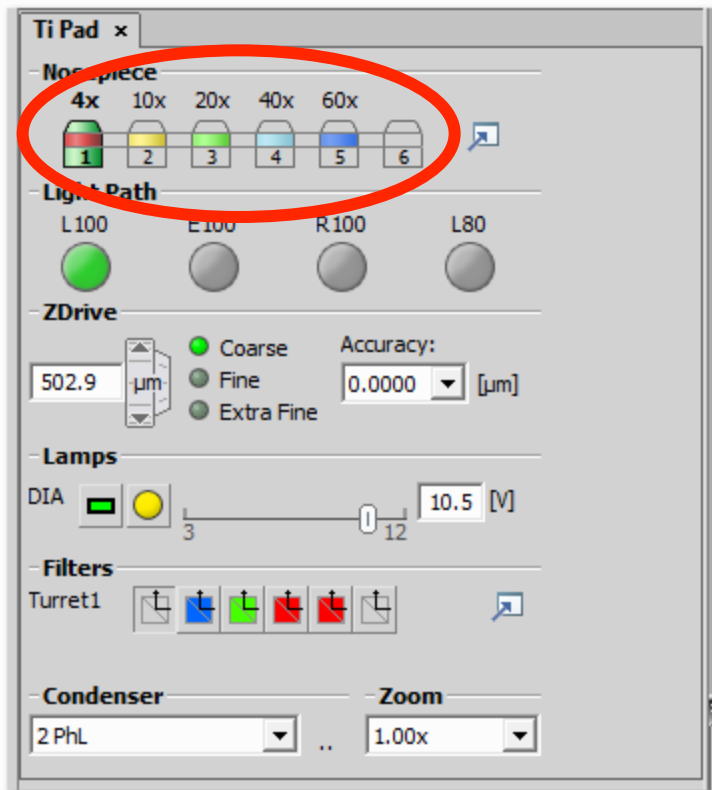 Ti Pad ×
Nosepiece
4x 10x 20x 40x 60x
1 2 3 4 5 6
Light Path
L100 E100 R100 L80
ZDrive
Coarse Accuracy:
502.9 µm Fine 0.0000 [µm]
Extra Fine
Lamps
DIA 3 12 10.5 [V]
Filters
Turret1
Condenser Zoom
2 PhL .. 1.00x